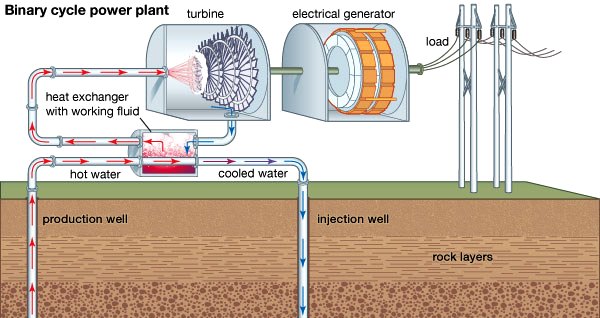 Binary cycle power plant
turbine
electrical generator
load
heat exchanger
with working fluid
hot water
cooled water
production well
injection well
rock layers